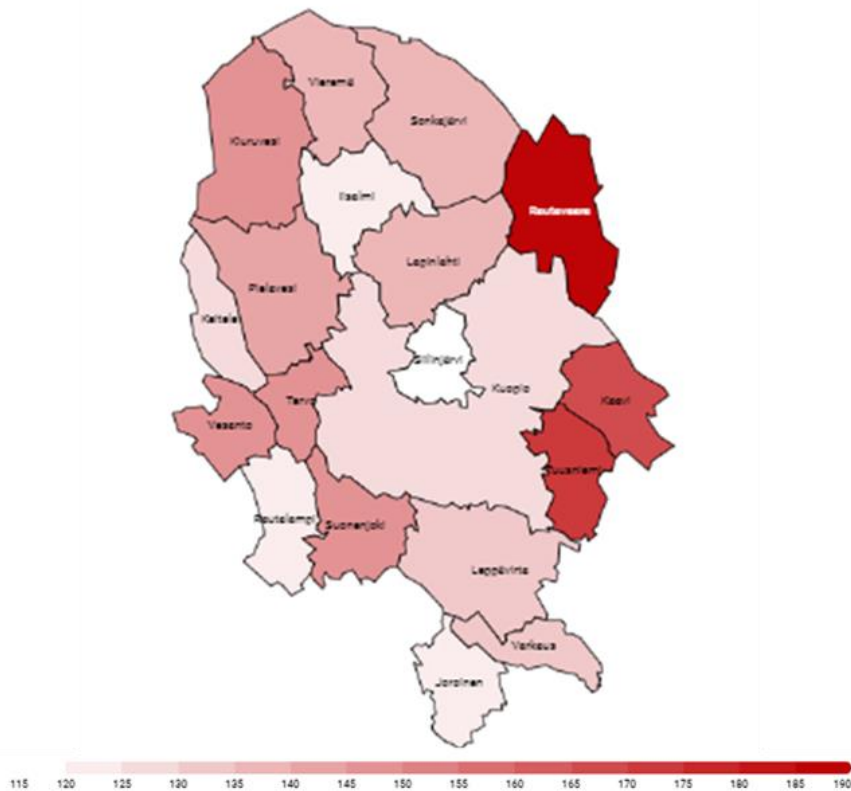 Vieremä
Sonkajärvi
Kiuruvesi
Iisalmi
Rautavaara
Lapinlahti
Pielavesi
Keitele
Siilinjärvi
Kuopio
Kaavi
Tervo
Vesanto
Tuusniemi
Rautalampi
Suonenjoki
Leppävirta
Varkaus
Joroinen
115 120 125 130 135 140 145 150 155 160 165 170 175 180 185 190